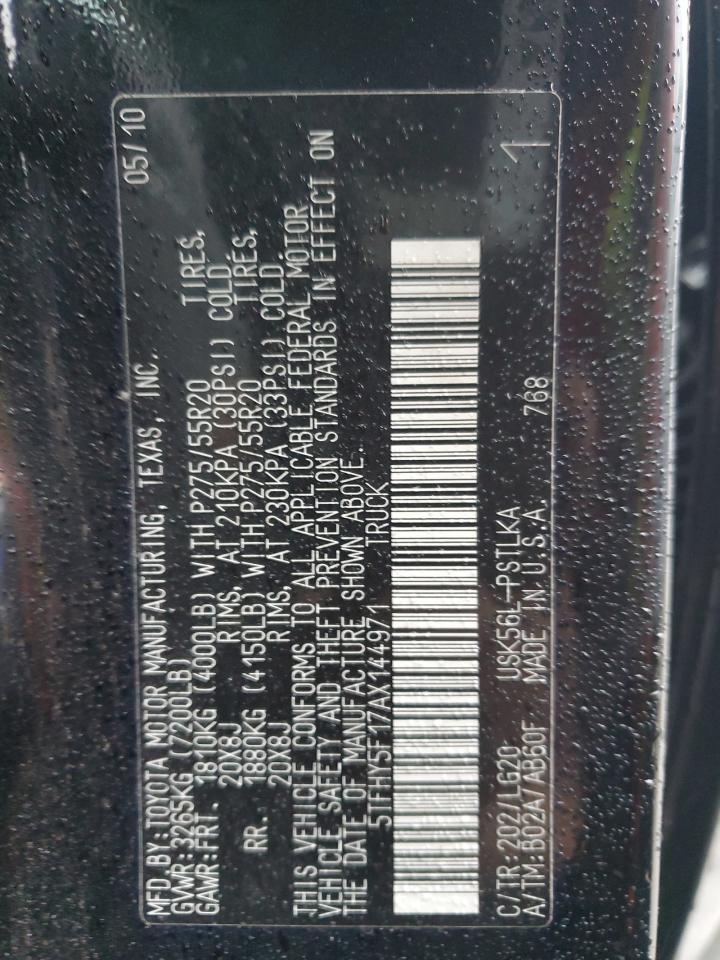 MFD.BY:TOYOTA MOTOR MANUFACTURING, TEXAS, INC. 05/10
GVWR:3265KG (7200LB)
GAWR:FRT. 1810KG (4000LB) WITH P275/55R20 TIRES,
20X8J RIMS, AT 210KPA (30PSI) COLD
RR. 1880KG (4150LB) WITH P275/55R20 TIRES,
20X8J RIMS, AT 230KPA (33PSI) COLD.
THIS VEHICLE CONFORMS TO ALL APPLICABLE FEDERAL MOTOR
VEHICLE SAFETY AND THEFT PREVENTION STANDARDS IN EFFECT ON
THE DATE OF MANUFACTURE SHOWN ABOVE.
5TFHY5F17AX144971 TRUCK
C/TR:202/LG20 USK56L-PSTLKA 1
A/TM:B02A/AB60F MADE IN U.S.A. 768